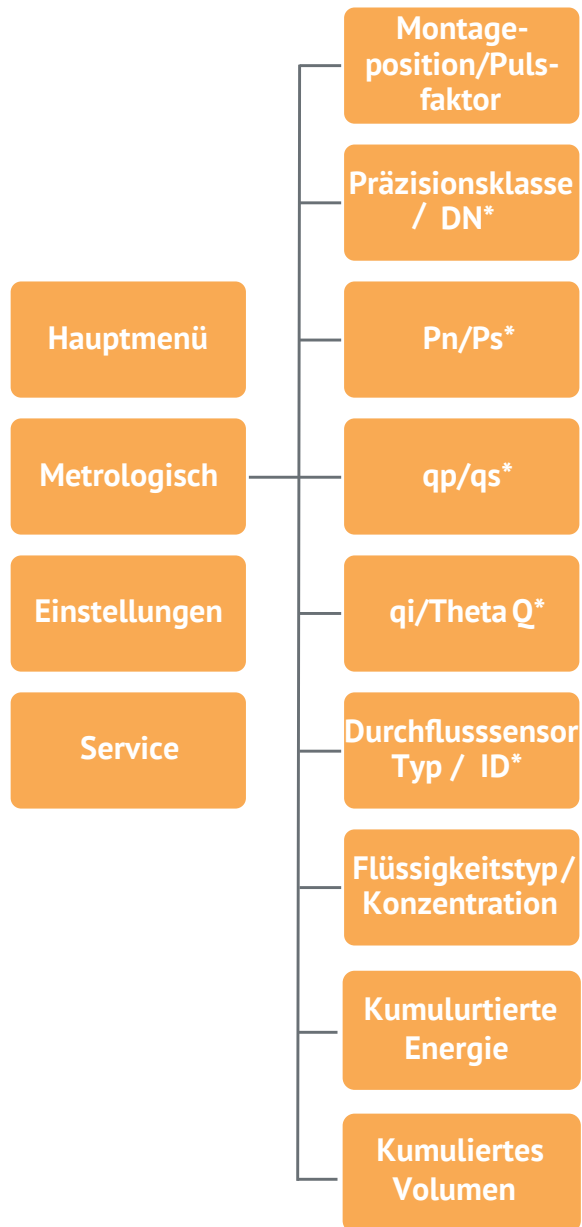 Hauptmenü
Metrologisch
Einstellungen
Service
Montage-
position/Puls-
faktor
Präzisionsklasse
/ DN*
Pn/Ps*
qp/qs*
qi/Theta Q*
Durchflusssensor
Typ / ID*
Flüssigkeitstyp/
Konzentration
Kumulurtierte
Energie
Kumuliertes
Volumen